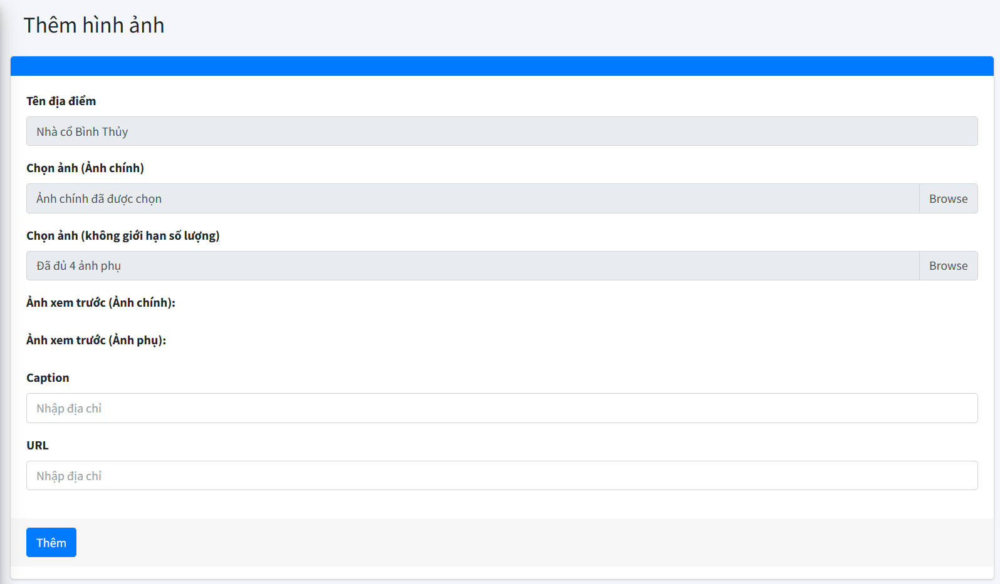 Thêm hình ảnh
Tên địa điểm
Nhà cổ Bình Thủy
Chọn ảnh (Ảnh chính)
Ảnh chính đã được chọn
Browse
Chọn ảnh (không giới hạn số lượng)
Đã đủ 4 ảnh phụ
Browse
Ảnh xem trước (Ảnh chính):
Ảnh xem trước (Ảnh phụ):
Caption
Nhập địa chỉ
URL
Nhập địa chỉ
Thêm